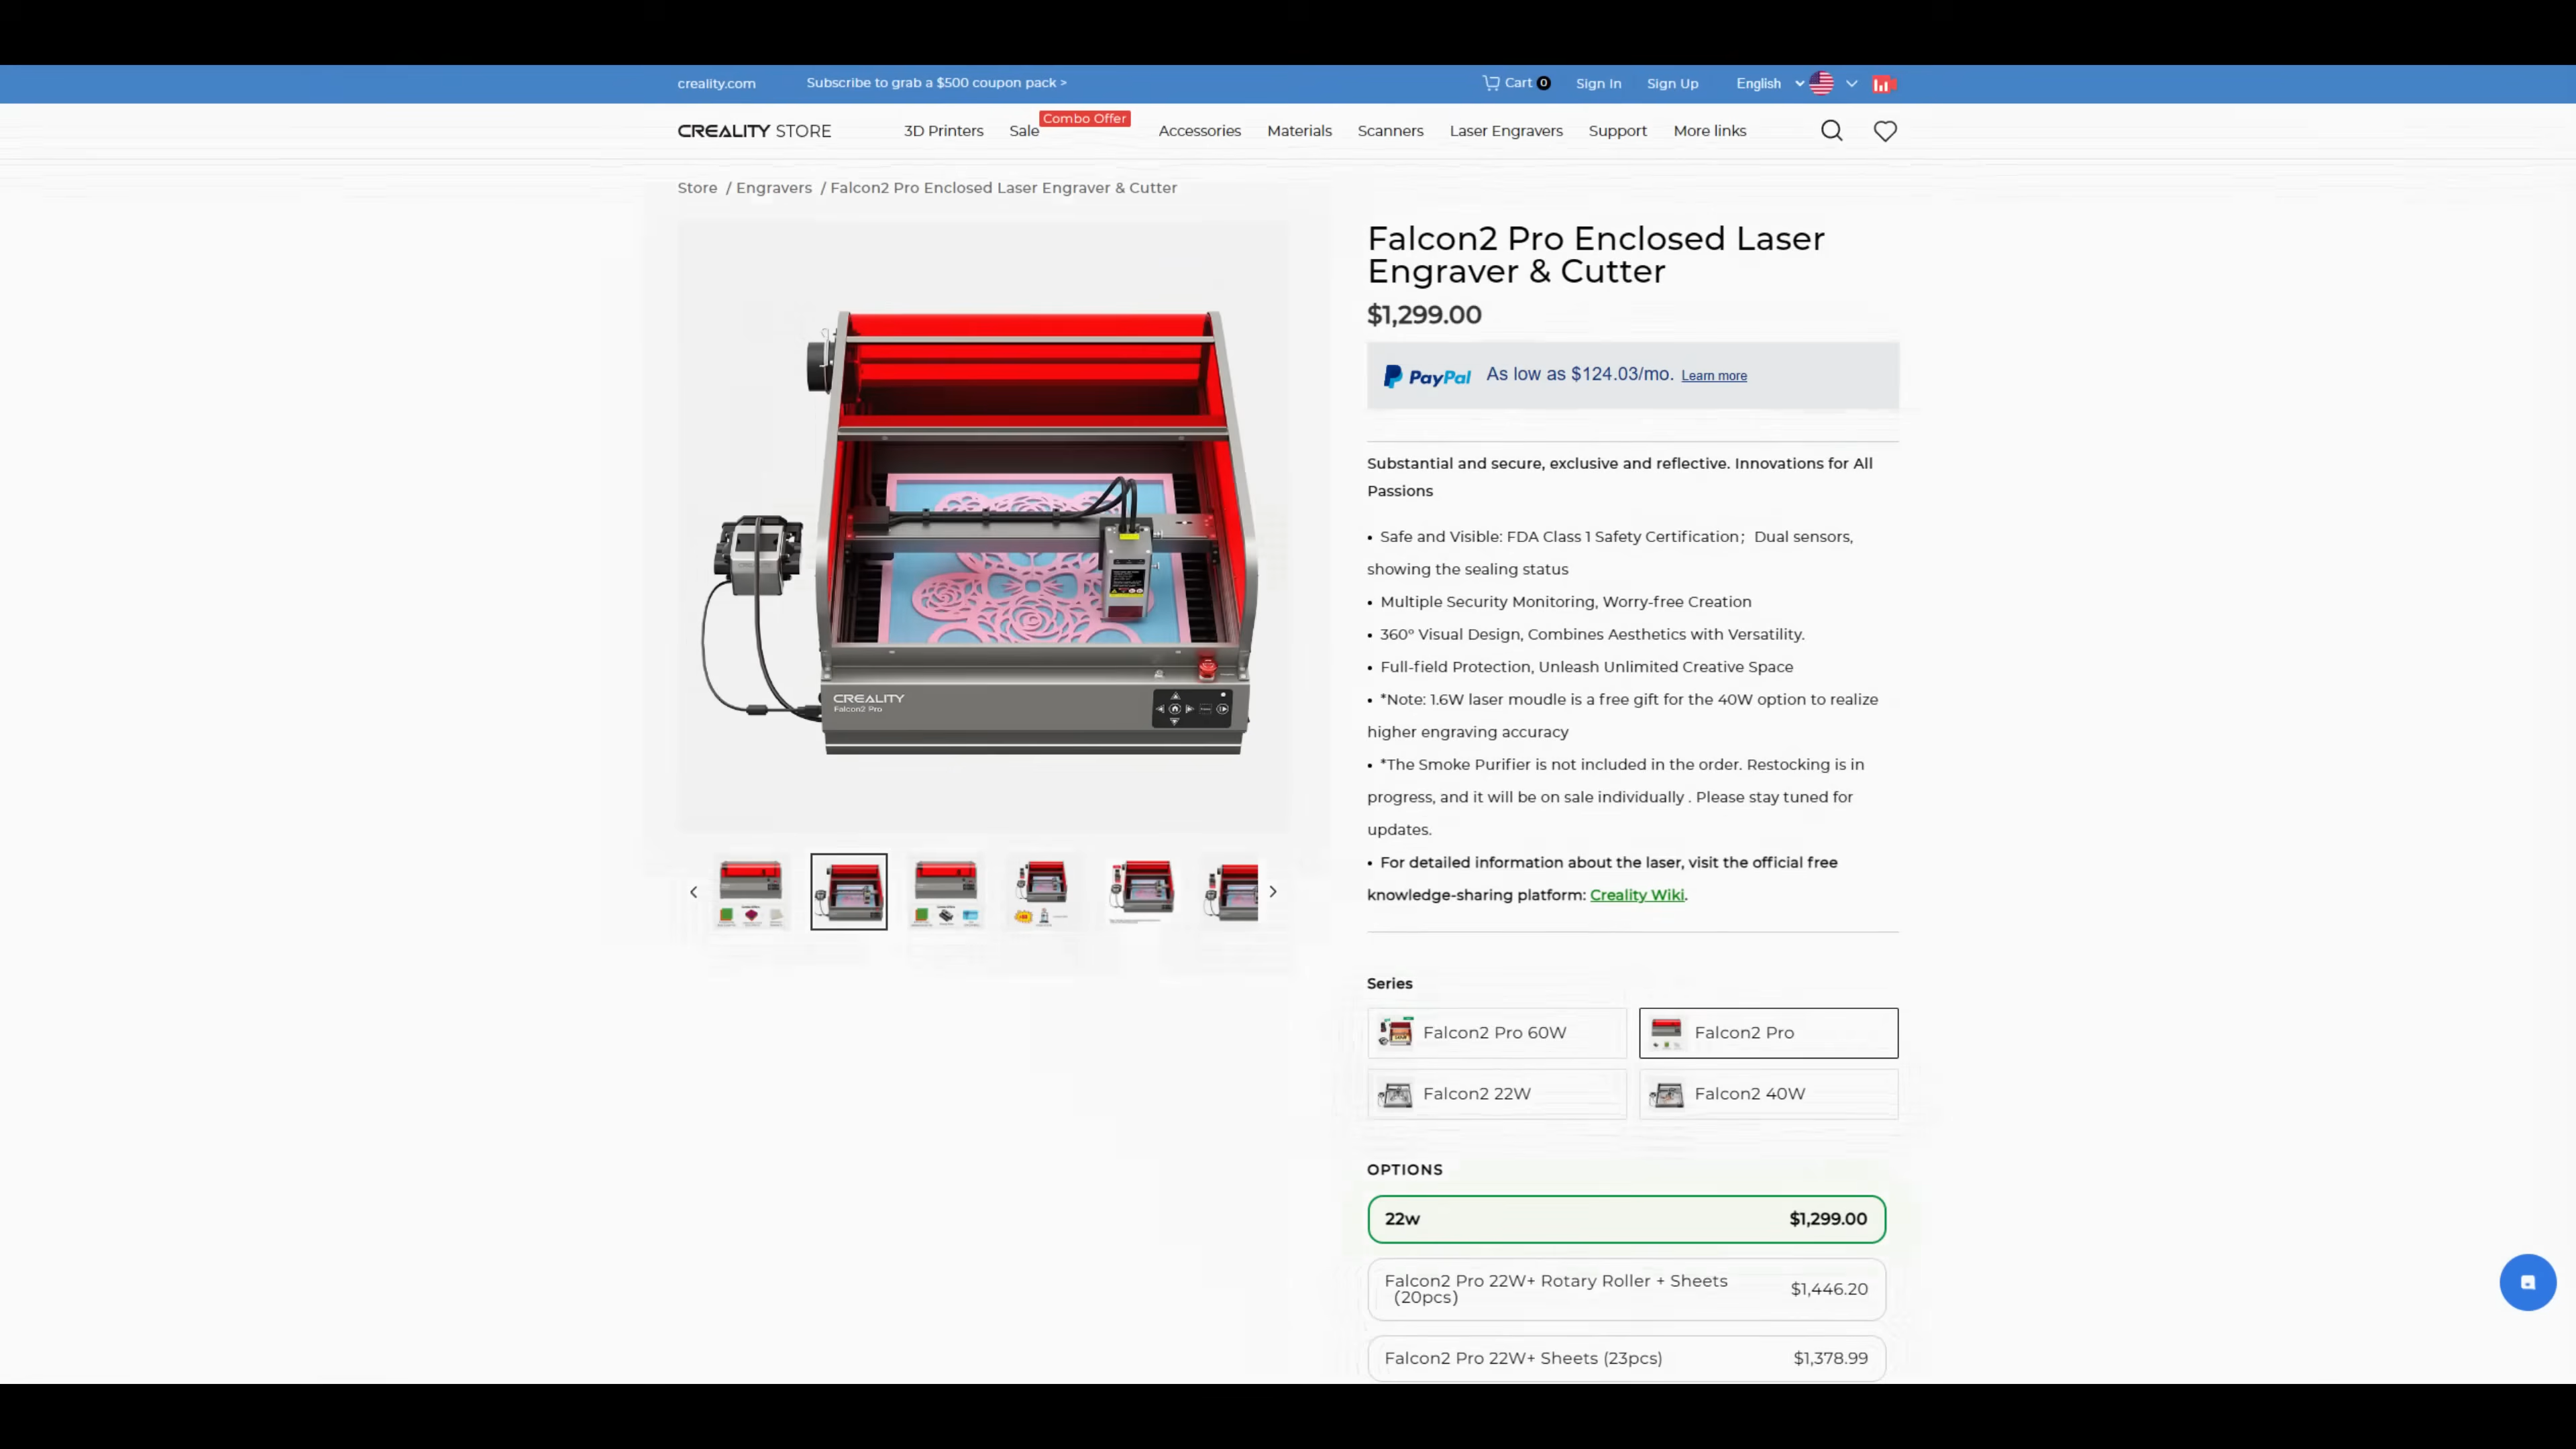 creality.com
Subscribe to grab a $500 coupon pack >
Cart 0
Sign In
Sign Up
English
CREALITY STORE
3D Printers
Sale
Combo Offer
Accessories
Materials
Scanners
Laser Engravers
Support
More links
Store / Engravers / Falcon2 Pro Enclosed Laser Engraver & Cutter
CREALITY
Falcon2 Pro
Falcon2 Pro Enclosed Laser
Engraver & Cutter
$1,299.00
PayPal As low as $124.03/mo. Learn more
Substantial and secure, exclusive and reflective. Innovations for All
Passions
• Safe and Visible: FDA Class 1 Safety Certification； Dual sensors,
showing the sealing status
• Multiple Security Monitoring, Worry-free Creation
• 360° Visual Design, Combines Aesthetics with Versatility.
• Full-field Protection, Unleash Unlimited Creative Space
• *Note: 1.6W laser moudle is a free gift for the 40W option to realize
higher engraving accuracy
• *The Smoke Purifier is not included in the order. Restocking is in
progress, and it will be on sale individually . Please stay tuned for
updates.
• For detailed information about the laser, visit the official free
knowledge-sharing platform: Creality Wiki.
Series
Falcon2 Pro 60W
Falcon2 Pro
Falcon2 22W
Falcon2 40W
OPTIONS
22w $1,299.00
Falcon2 Pro 22W+ Rotary Roller + Sheets
(20pcs)
$1,446.20
Falcon2 Pro 22W+ Sheets (23pcs) $1,378.99